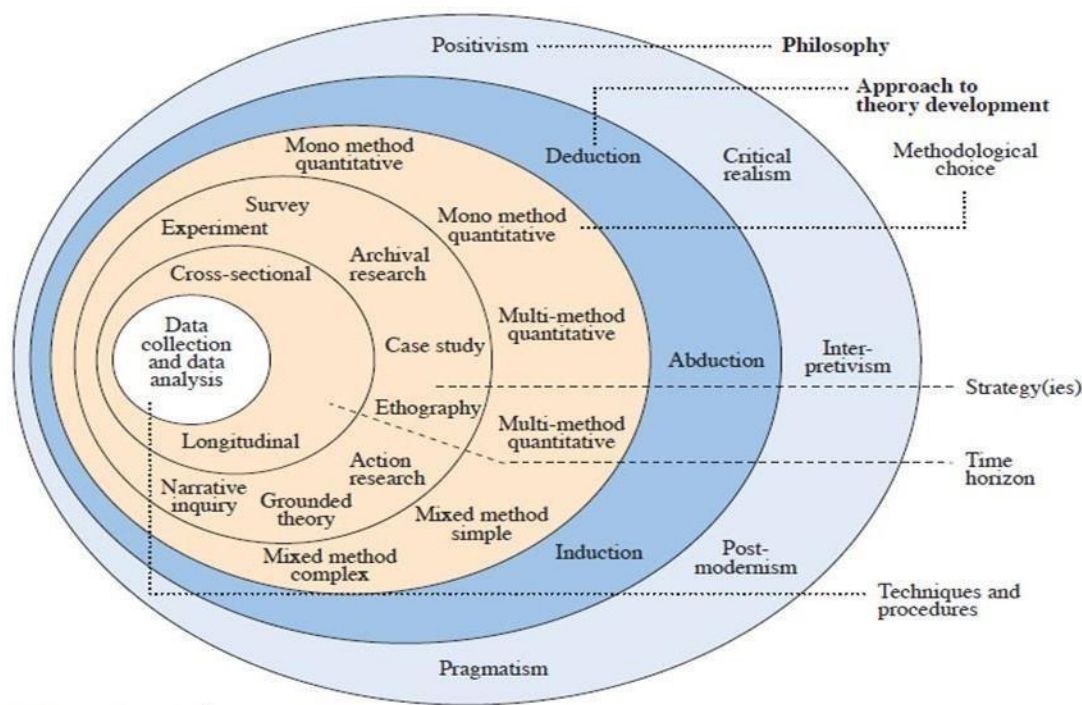 Positivism
Philosophy
Approach to
theory development
Mono method
quantitative
Deduction
Critical
realism
Methodological
choice
Survey
Experiment
Mono method
quantitative
Archival
research
Cross-sectional
Data
collection
and data
analysis
Case study
Multi-method
quantitative
Abduction
Inter-
pretivism
Strategy(ies)
Ethography
Multi-method
quantitative
Longitudinal
Action
research
Time
horizon
Narrative
inquiry
Grounded
theory
Mixed method
simple
Mixed method
complex
Induction
Post-
modernism
Techniques and
procedures
Pragmatism